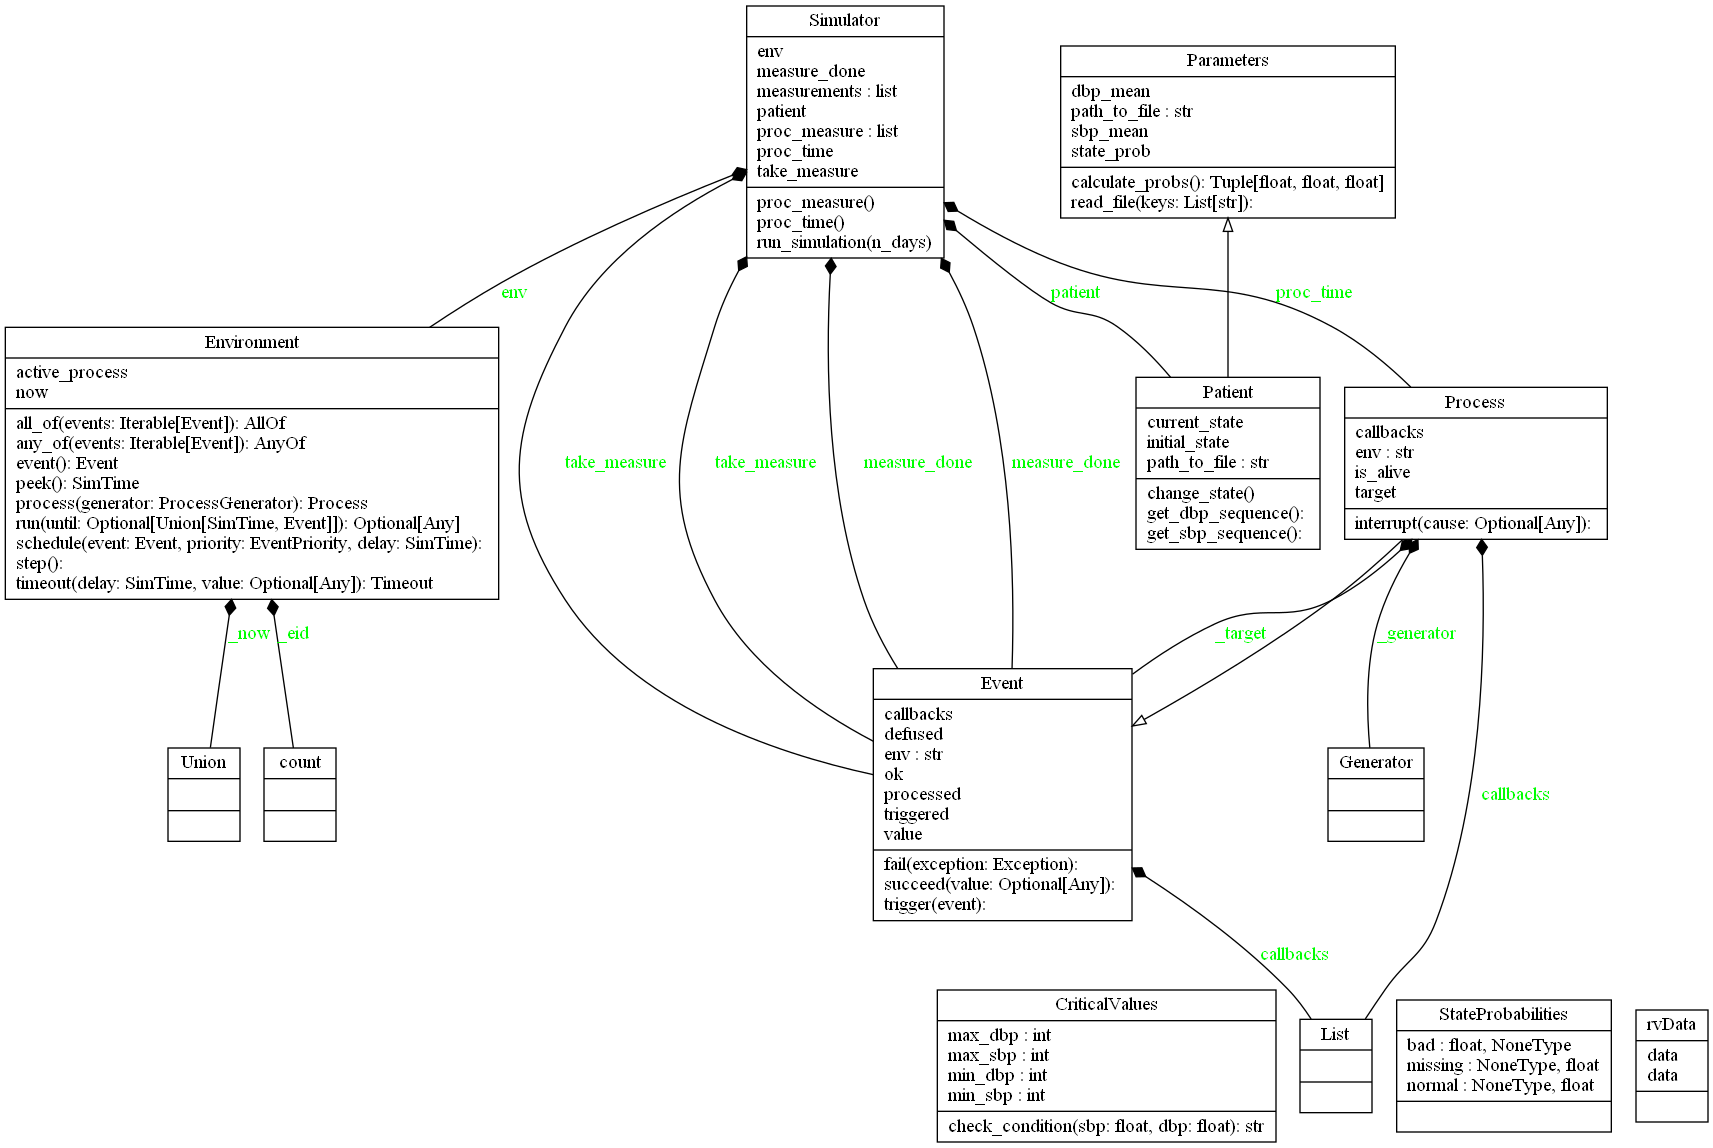 Simulator
env
measure_done
measurements : list
patient
proc_measure : list
proc_time
take_measure
proc_measure()
proc_time()
run_simulation(n_days)
Parameters
dbp_mean
path_to_file : str
sbp_mean
state_prob
calculate_probs(): Tuple[float, float, float]
read_file(keys: List[str]):
env
patient
proc_time
Environment
active_process
now
all_of(events: Iterable[Event]): AllOf
any_of(events: Iterable[Event]): AnyOf
event(): Event
peek(): SimTime
process(generator: ProcessGenerator): Process
run(until: Optional[Union[SimTime, Event]]): Optional[Any]
schedule(event: Event, priority: EventPriority, delay: SimTime):
step():
timeout(delay: SimTime, value: Optional[Any]): Timeout
take_measure
take_measure
measure_done
measure_done
Patient
current_state
initial_state
path_to_file : str
change_state()
get_dbp_sequence():
get_sbp_sequence():
Process
callbacks
env : str
is_alive
target
interrupt(cause: Optional[Any]):
_now
_eid
_target
_generator
Union
count
Event
callbacks
defused
env : str
ok
processed
triggered
value
fail(exception: Exception):
succeed(value: Optional[Any]):
trigger(event):
Generator
callbacks
callbacks
CriticalValues
max_dbp : int
max_sbp : int
min_dbp : int
min_sbp : int
check_condition(sbp: float, dbp: float): str
List
StateProbabilities
bad : float, NoneType
missing : NoneType, float
normal : NoneType, float
rvData
data
data